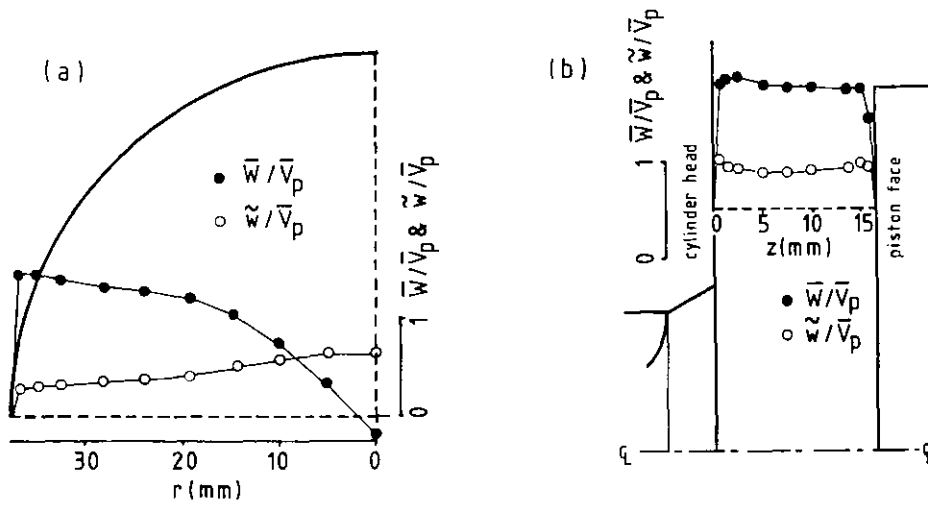 (a)
W̅/V̅p
w̃/V̅p
W̅/V̅p & w̃/V̅p
1
0
30 20 10 0
r(mm)
(b)
W̅/V̅p & w̃/V̅p
1
0
cylinder head
piston face
0 5 10 15
z(mm)
W̅/V̅p
w̃/V̅p
℄
℄